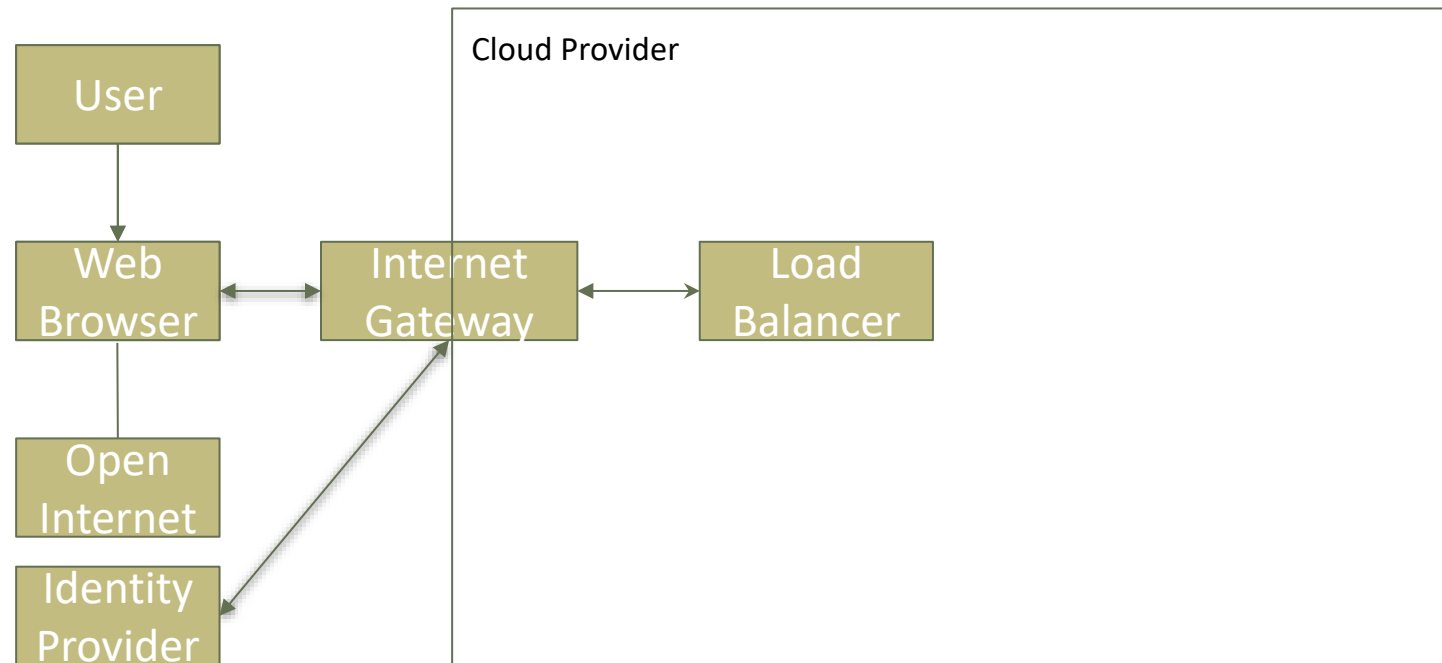 Cloud Provider
User
Web
Browser
Internet
Gateway
Load
Balancer
Open
Internet
Identity
Provider